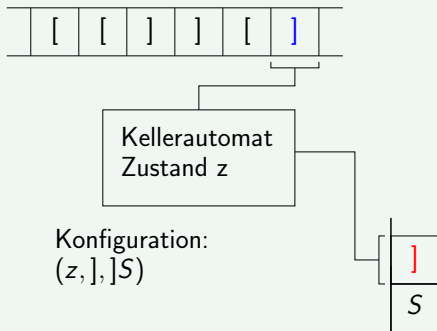 [ [ ] ] [ ]
Kellerautomat
Zustand z
Konfiguration:
(z, ], ]S)
]
S